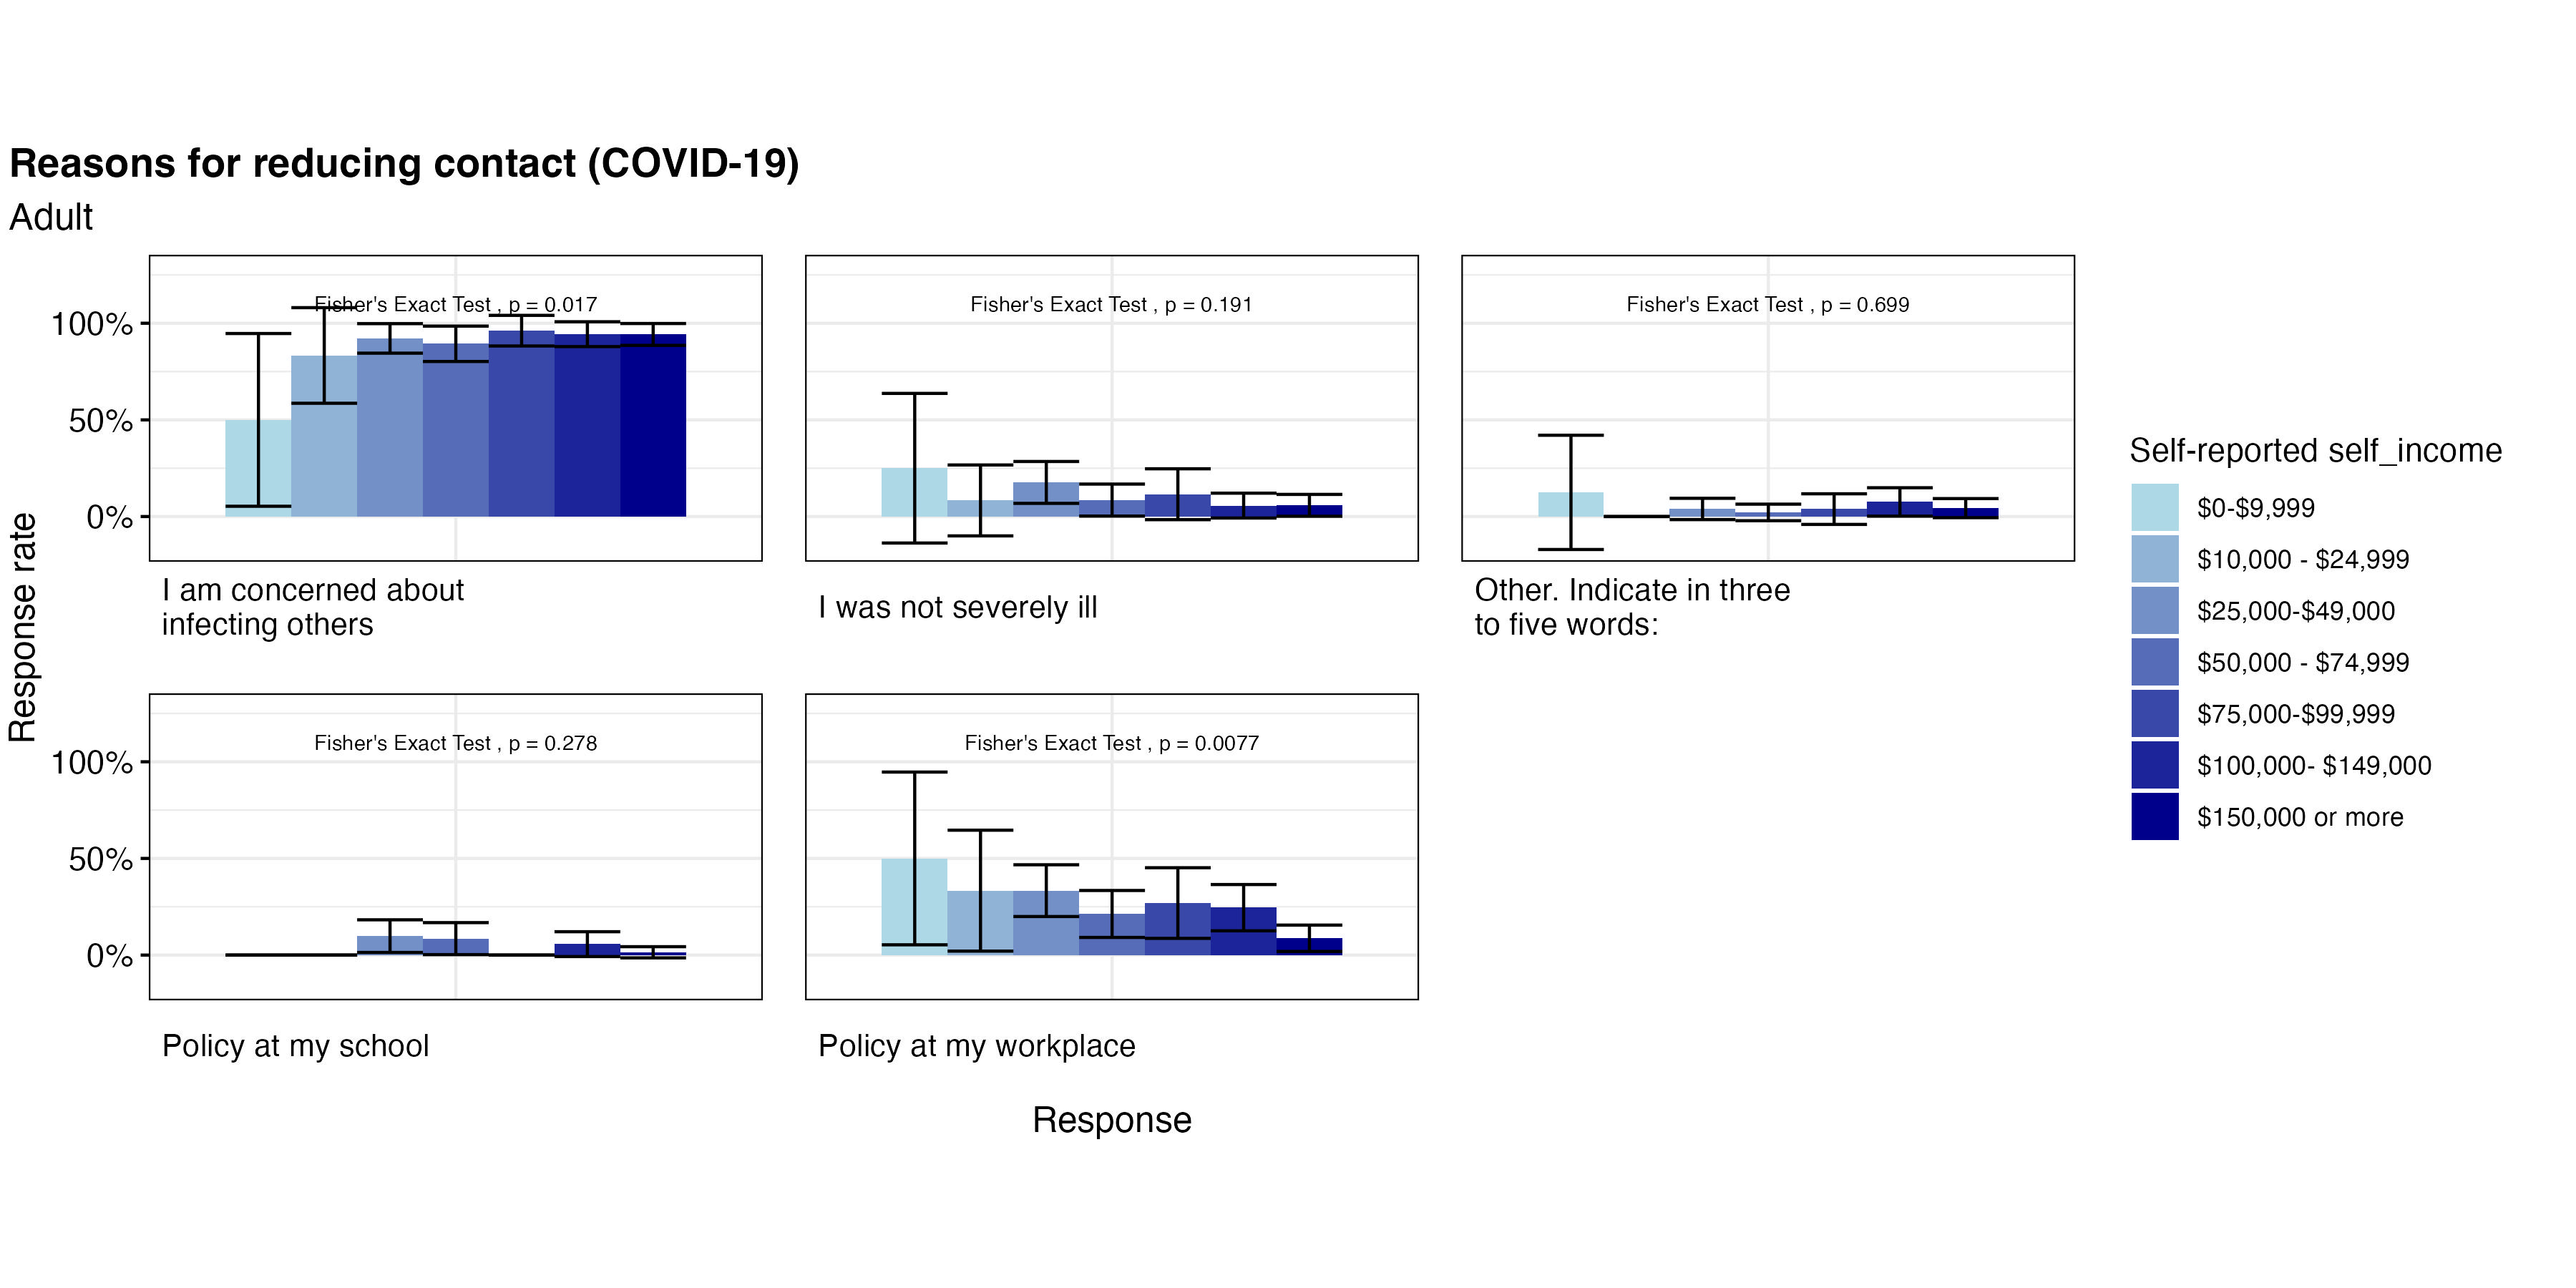 Reasons for reducing contact (COVID-19)
Adult
Response rate
100%
50%
0%
Fisher's Exact Test , p = 0.017
I am concerned about
infecting others
Fisher's Exact Test , p = 0.191
I was not severely ill
Fisher's Exact Test , p = 0.699
Other. Indicate in three
to five words:
100%
50%
0%
Fisher's Exact Test , p = 0.278
Policy at my school
Fisher's Exact Test , p = 0.0077
Policy at my workplace
Response
Self-reported self_income
$0-$9,999
$10,000 - $24,999
$25,000-$49,000
$50,000 - $74,999
$75,000-$99,999
$100,000- $149,000
$150,000 or more